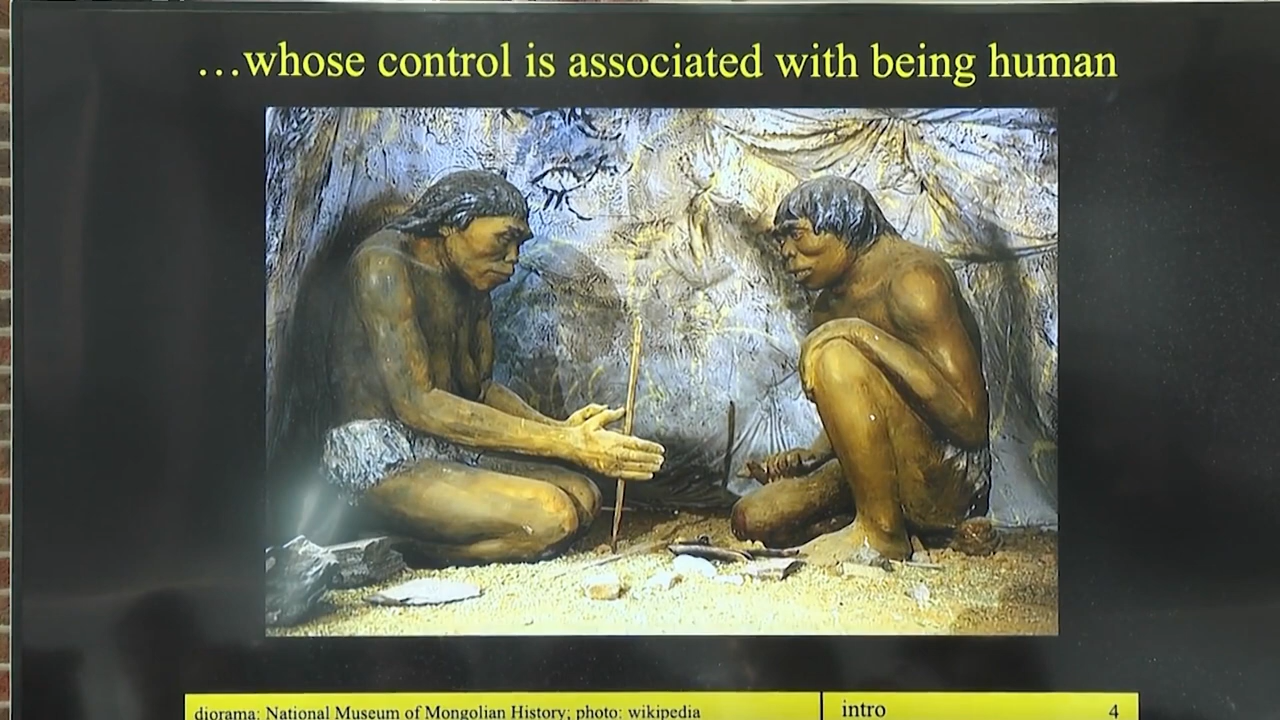 …whose control is associated with being human
diorama: National Museum of Mongolian History; photo: wikipedia
intro
4